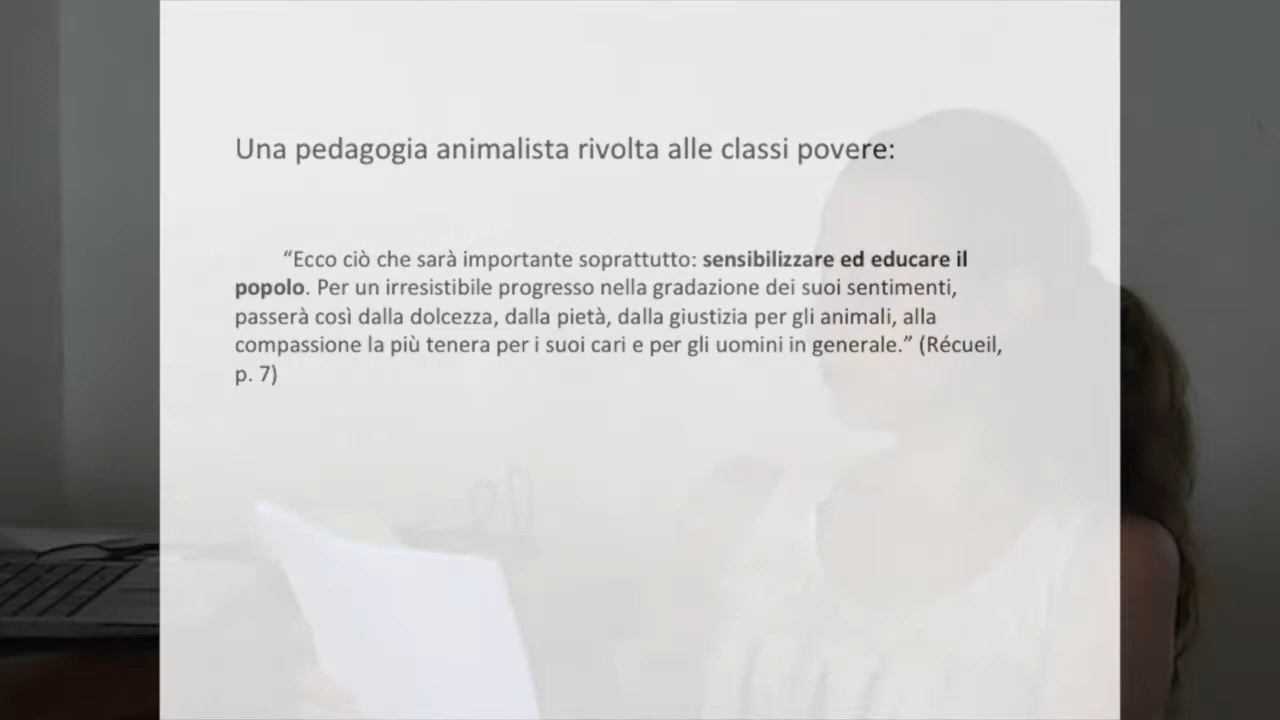 Una pedagogia animalista rivolta alle classi povere:
“Ecco ciò che sarà importante soprattutto: sensibilizzare ed educare il
popolo. Per un irresistibile progresso nella gradazione dei suoi sentimenti,
passerà così dalla dolcezza, dalla pietà, dalla giustizia per gli animali, alla
compassione la più tenera per i suoi cari e per gli uomini in generale.” (Récueil,
p. 7)